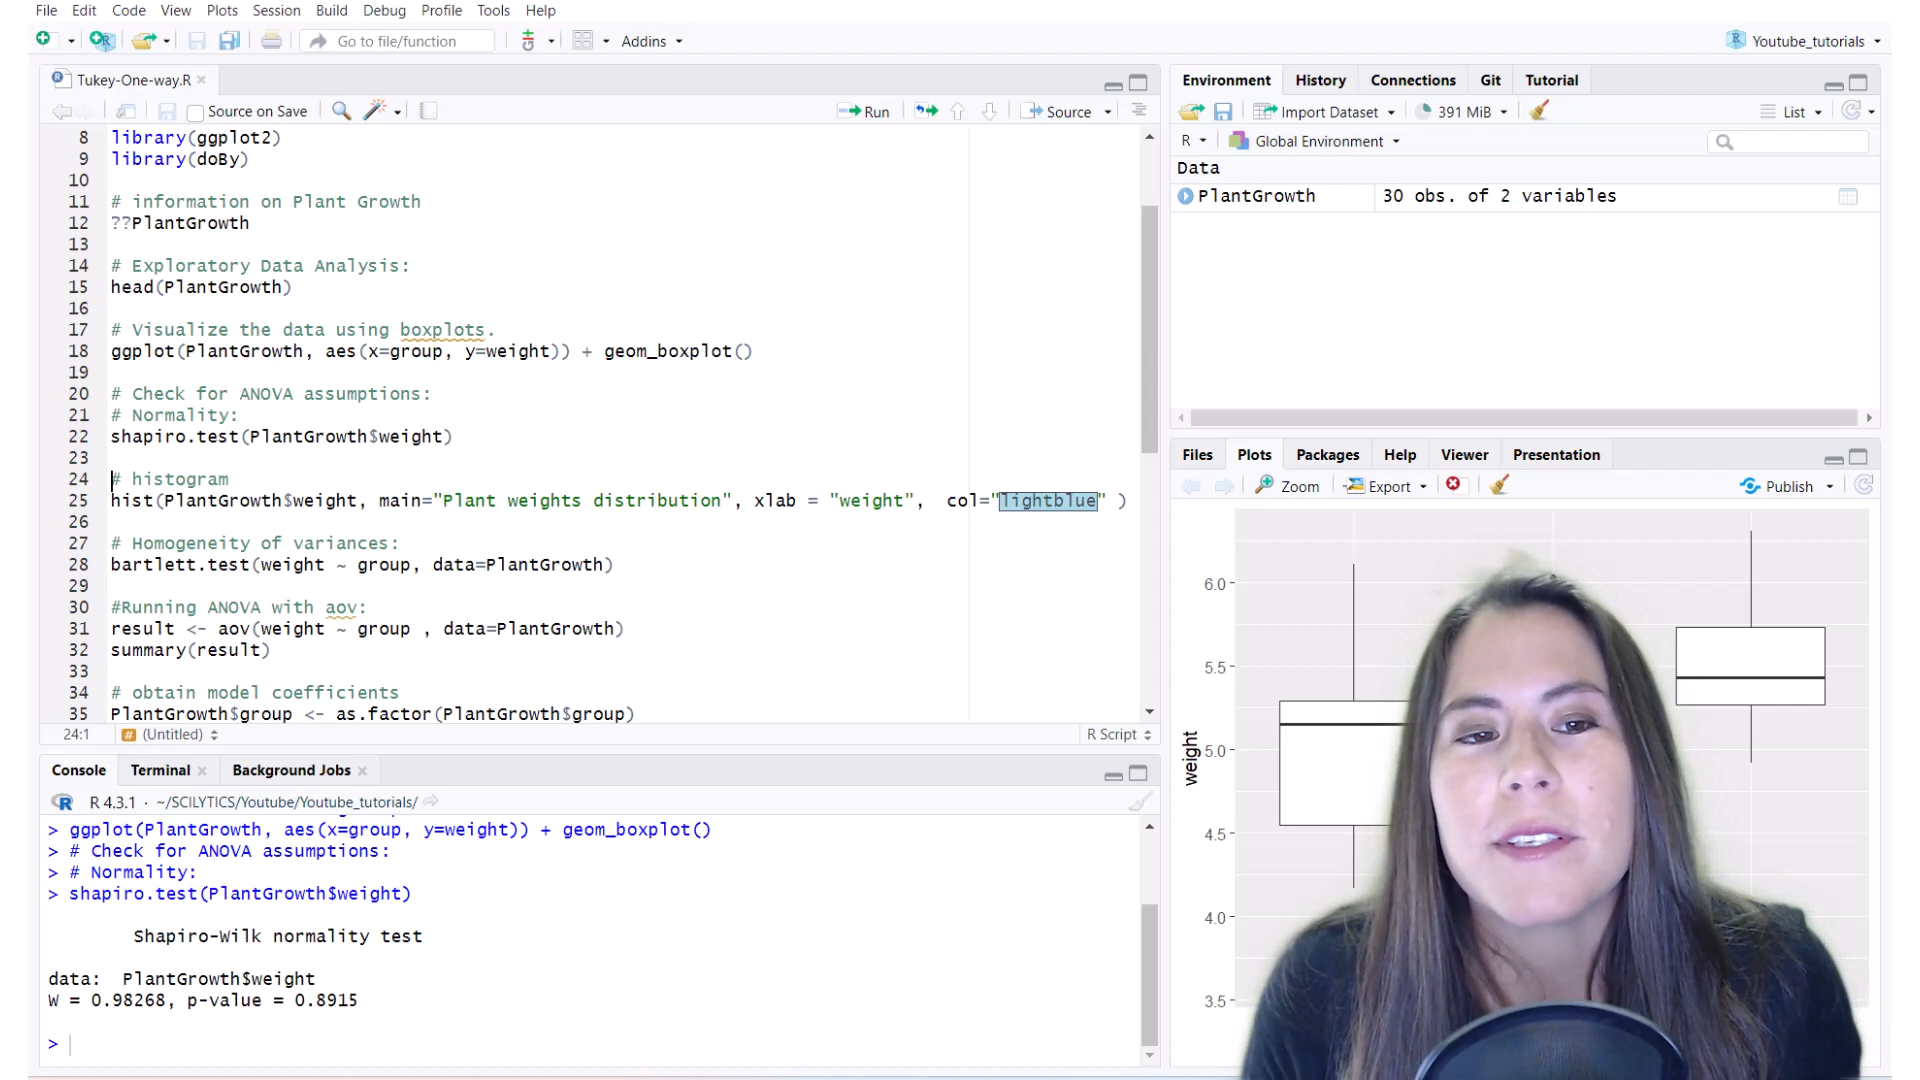 File Edit Code View Plots Session Build Debug Profile Tools Help
Go to file/function Addins Youtube_tutorials
Tukey-One-way.R
Source on Save Run Source
8 library(ggplot2)
9 library(doBy)
10
11 # information on Plant Growth
12 ??PlantGrowth
13
14 # Exploratory Data Analysis:
15 head(PlantGrowth)
16
17 # Visualize the data using boxplots.
18 ggplot(PlantGrowth, aes(x=group, y=weight)) + geom_boxplot()
19
20 # Check for ANOVA assumptions:
21 # Normality:
22 shapiro.test(PlantGrowth$weight)
23
24 # histogram
25 hist(PlantGrowth$weight, main="Plant weights distribution", xlab = "weight",  col="lightblue" )
26
27 # Homogeneity of variances:
28 bartlett.test(weight ~ group, data=PlantGrowth)
29
30 #Running ANOVA with aov:
31 result <- aov(weight ~ group , data=PlantGrowth)
32 summary(result)
33
34 # obtain model coefficients
35 PlantGrowth$group <- as.factor(PlantGrowth$group)
24:1 # (Untitled) R Script
Console Terminal Background Jobs
R 4.3.1 · ~/SCILYTICS/Youtube/Youtube_tutorials/
> ggplot(PlantGrowth, aes(x=group, y=weight)) + geom_boxplot()
> # Check for ANOVA assumptions:
> # Normality:
> shapiro.test(PlantGrowth$weight)
Shapiro-Wilk normality test
data:  PlantGrowth$weight
W = 0.98268, p-value = 0.8915
>
Environment History Connections Git Tutorial
Import Dataset 391 MiB List
R Global Environment
Data
PlantGrowth 30 obs. of 2 variables
Files Plots Packages Help Viewer Presentation
Zoom Export Publish
6.0
5.5
5.0
4.5
4.0
3.5
weight